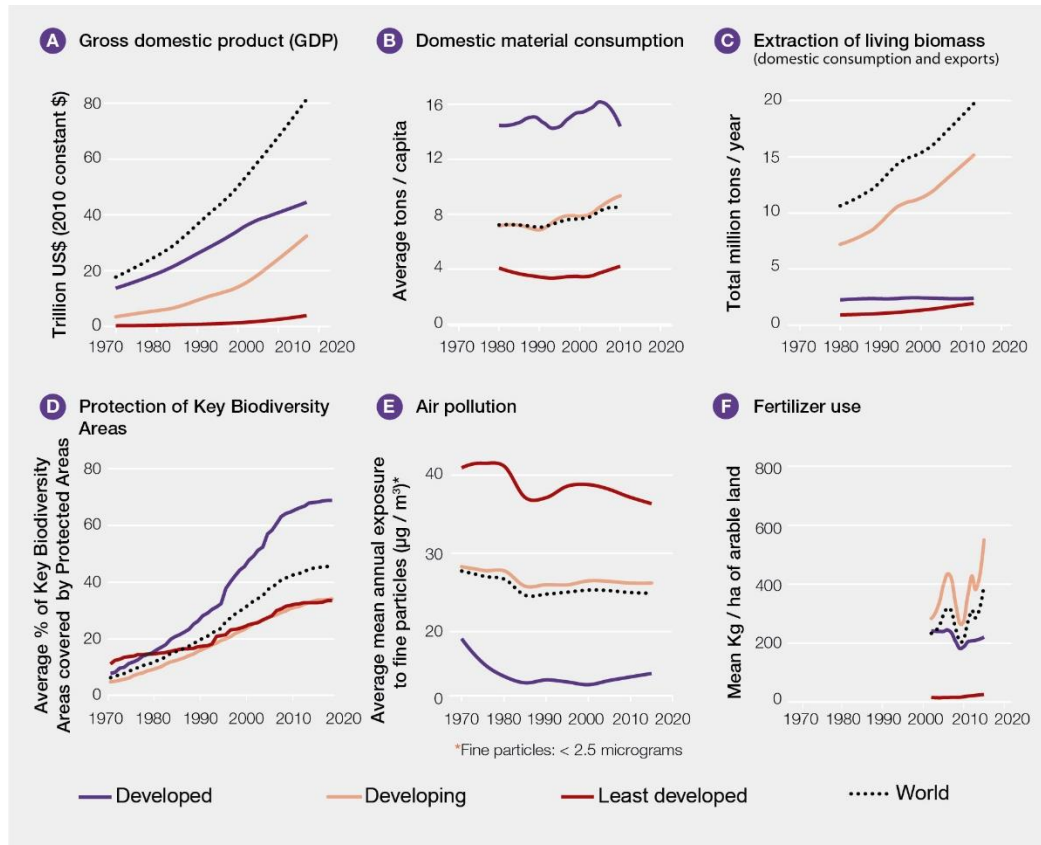 A Gross domestic product (GDP)
Trillion US$ (2010 constant $)
80
60
40
20
0
1970 1980 1990 2000 2010 2020
B Domestic material consumption
Average tons / capita
16
12
8
4
0
1970 1980 1990 2000 2010 2020
C Extraction of living biomass
(domestic consumption and exports)
Total million tons / year
20
15
10
5
0
1970 1980 1990 2000 2010 2020
D Protection of Key Biodiversity
Areas
Average % of Key Biodiversity
Areas covered by Protected Areas
80
60
40
20
0
1970 1980 1990 2000 2010 2020
E Air pollution
Average mean annual exposure
to fine particles (µg / m³)*
40
30
20
0
1970 1980 1990 2000 2010 2020
*Fine particles: < 2.5 micrograms
F Fertilizer use
Mean Kg / ha of arable land
800
600
400
200
0
1970 1980 1990 2000 2010 2020
Developed Developing Least developed World